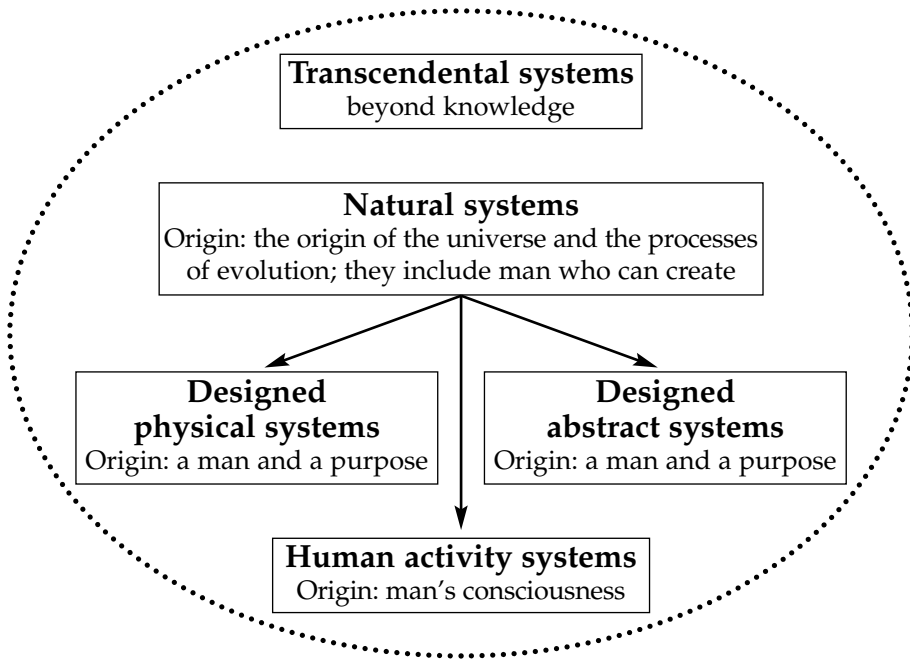 Transcendental systems
beyond knowledge
Natural systems
Origin: the origin of the universe and the processes
of evolution; they include man who can create
Designed
physical systems
Origin: a man and a purpose
Designed
abstract systems
Origin: a man and a purpose
Human activity systems
Origin: man’s consciousness